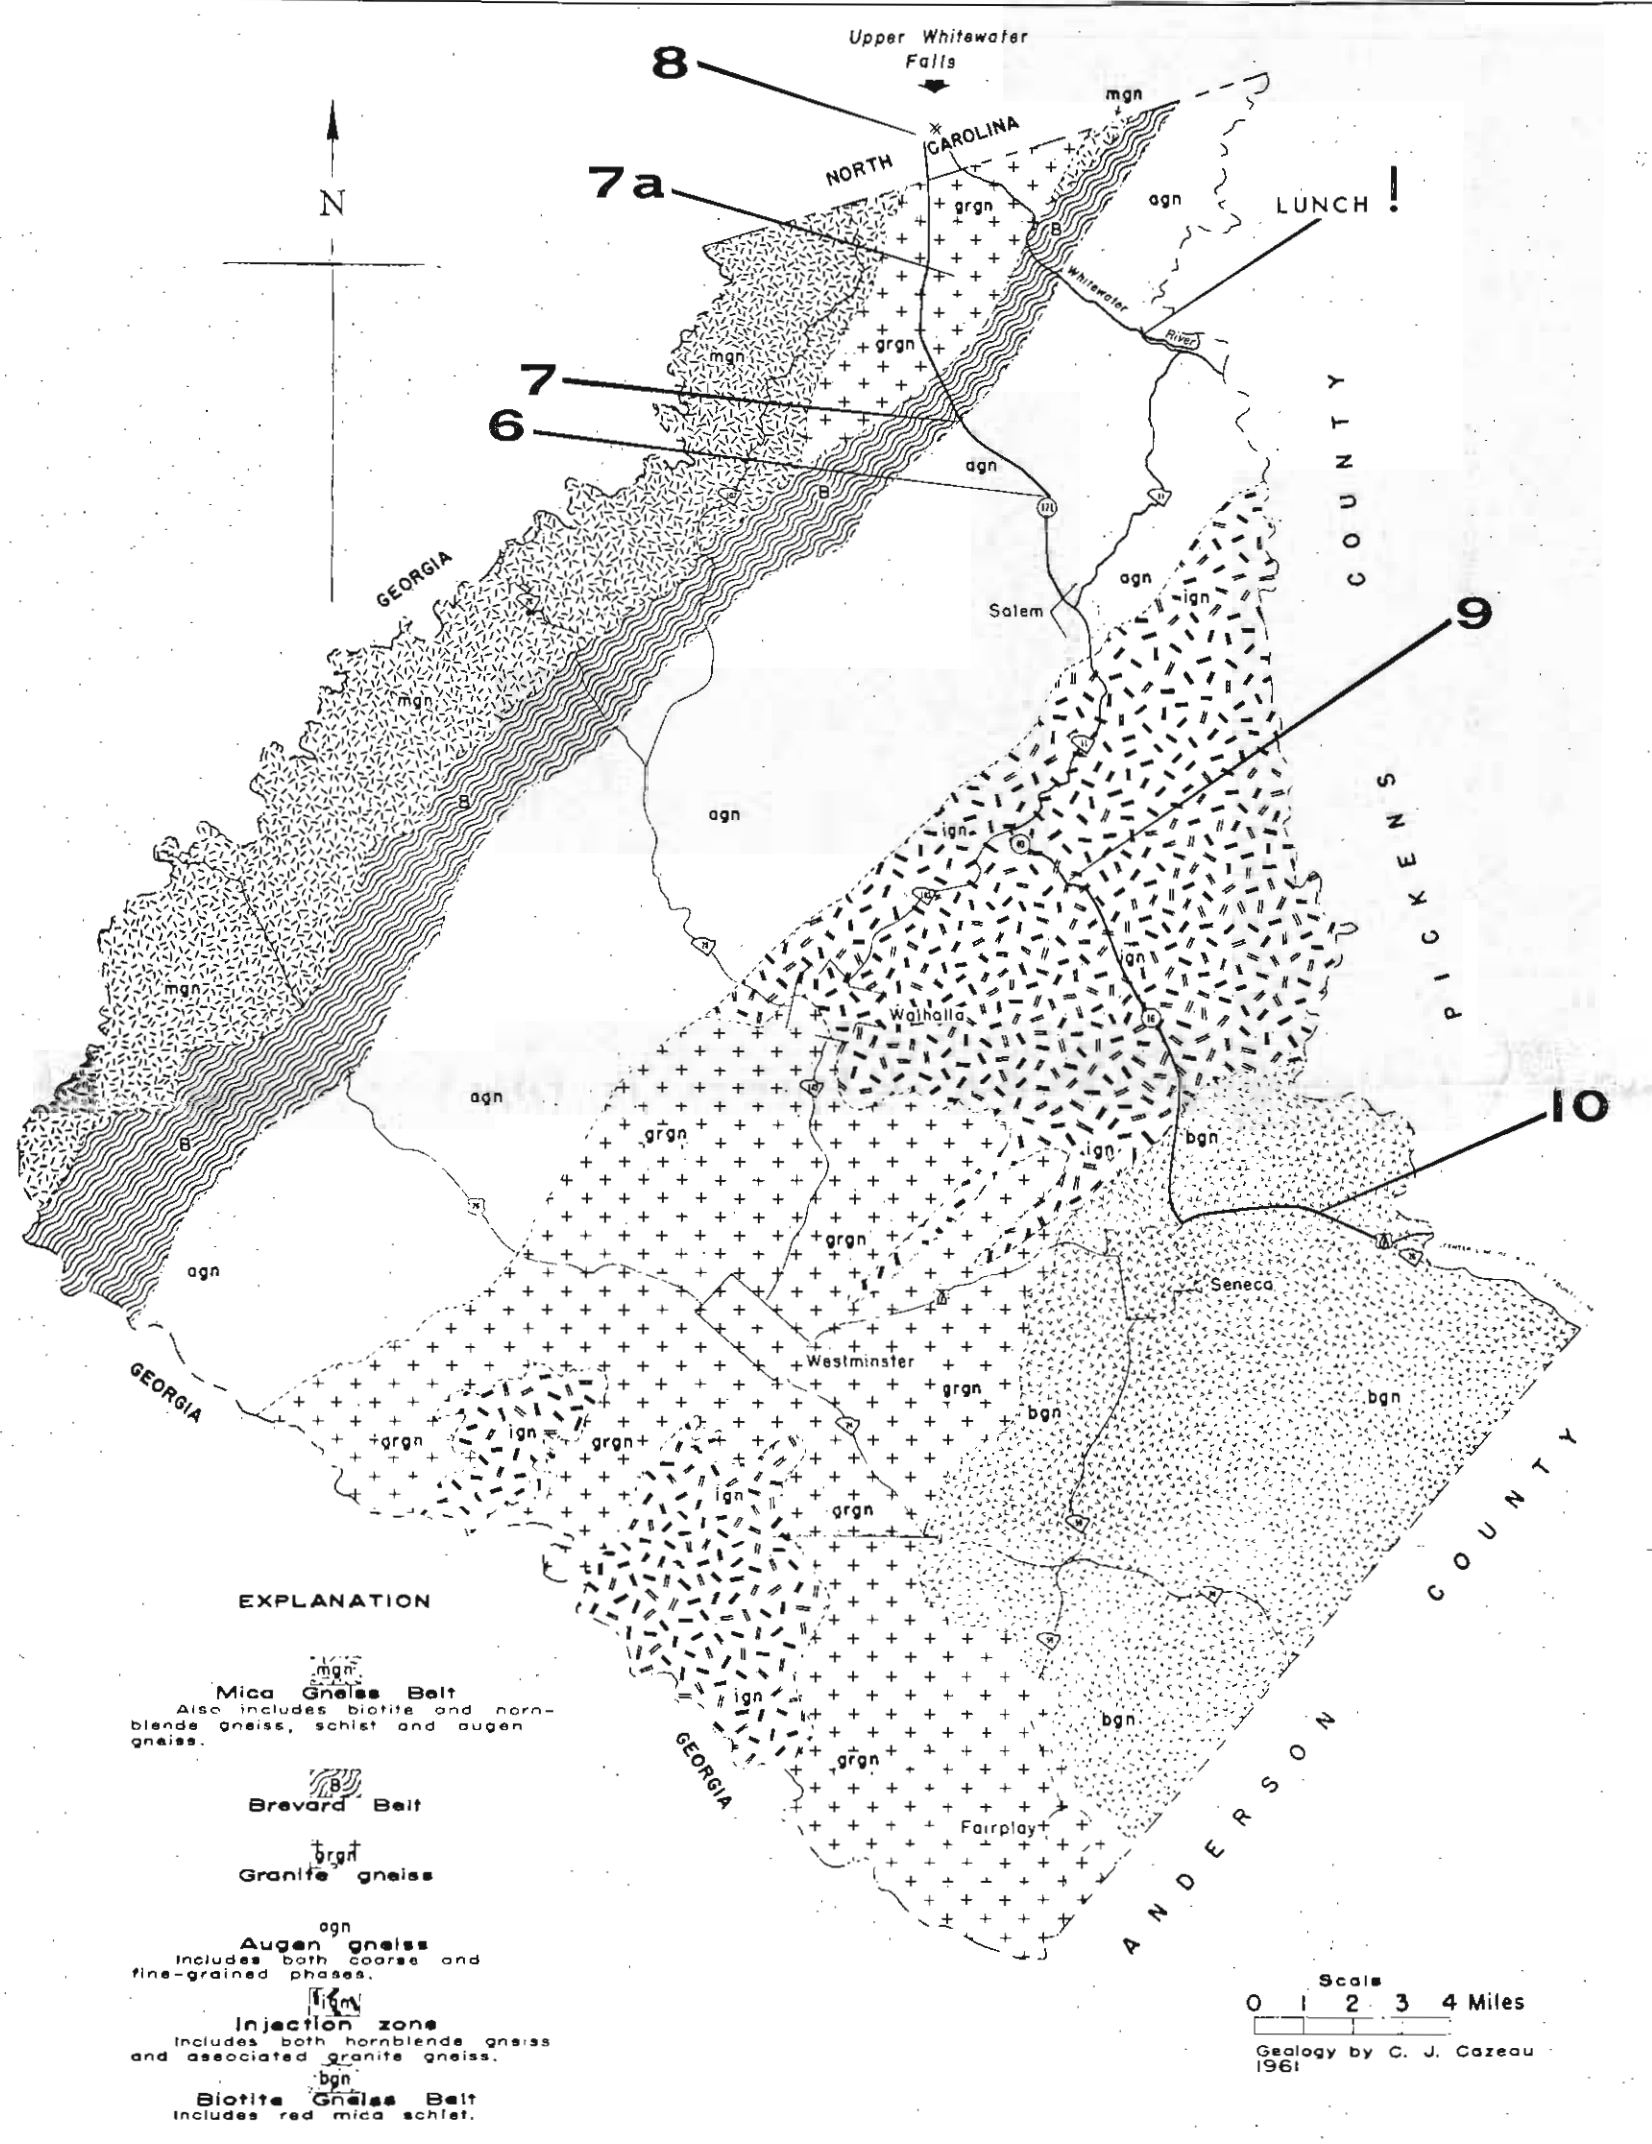 Upper Whitewater
Falls
8
mgn
NORTH CAROLINA
7a
grgn
agn
LUNCH !
N
B
Whitewater
River
mgn
grgn
7
6
agn
B
121
11
COUNTY
GEORGIA
agn
Salem
ign
9
mgn
11
B
agn
ign
PICKENS
mgn
ign
Walhalla
16
agn
grgn
10
B
ign
bgn
grgn
agn
Seneca
GEORGIA
Westminster
grgn
bgn
bgn
grgn
ign
grgn
ign
grgn
COUNTY
ign
bgn
GEORGIA
grgn
Fairplay
ANDERSON
EXPLANATION
mgn
Mica Gneiss Belt
Also includes biotite and horn-
blende gneiss, schist and augen
gneiss.
B
Brevard Belt
grgn
Granite gneiss
agn
Augen gneiss
Includes both coarse and
fine-grained phases.
ign
Injection zone
Includes both hornblende gneiss
and associated granite gneiss.
bgn
Biotite Gneiss Belt
Includes red mica schist.
Scale
0 1 2 3 4 Miles
Geology by C. J. Cazeau
1961